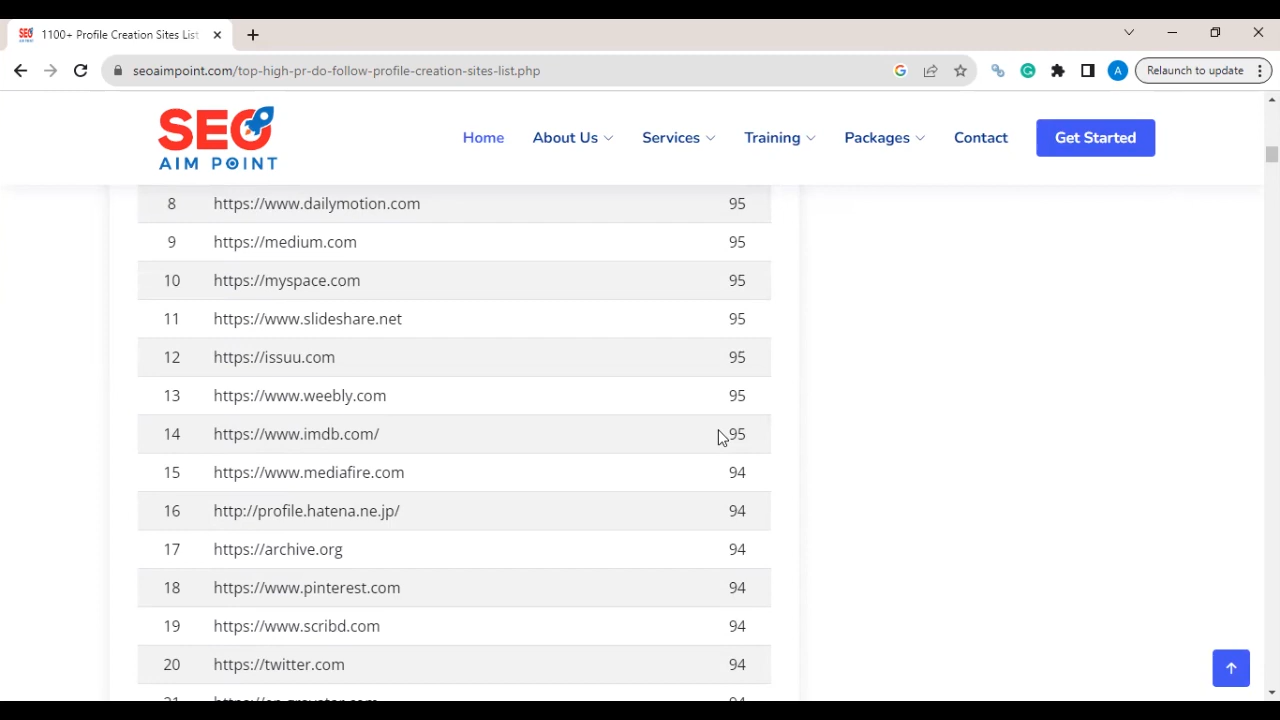 1100+ Profile Creation Sites List
seoaimpoint.com/top-high-pr-do-follow-profile-creation-sites-list.php
Relaunch to update
SEO
AIM POINT
Home About Us Services Training Packages Contact Get Started
8 https://www.dailymotion.com 95
9 https://medium.com 95
10 https://myspace.com 95
11 https://www.slideshare.net 95
12 https://issuu.com 95
13 https://www.weebly.com 95
14 https://www.imdb.com/ 95
15 https://www.mediafire.com 94
16 http://profile.hatena.ne.jp/ 94
17 https://archive.org 94
18 https://www.pinterest.com 94
19 https://www.scribd.com 94
20 https://twitter.com 94